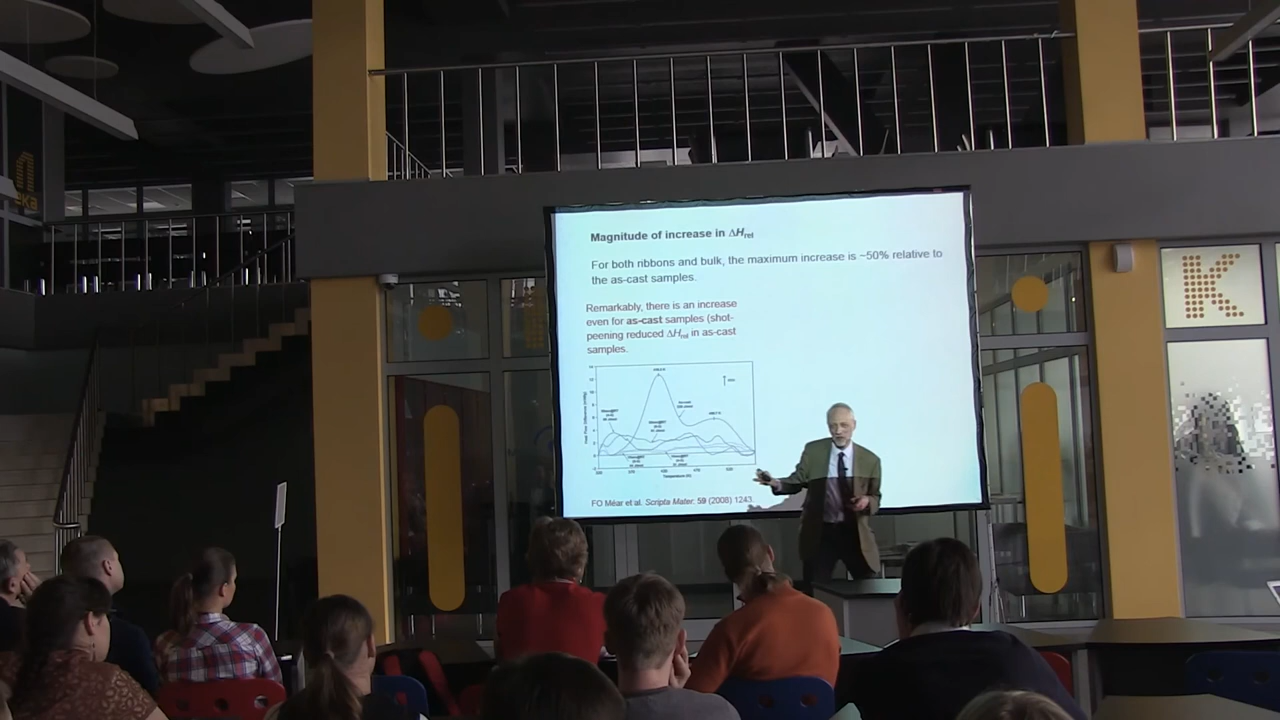 Magnitude of increase in ΔHrel
For both ribbons and bulk, the maximum increase is ~50% relative to
the as-cast samples.
Remarkably, there is an increase
even for as-cast samples (shot-
peening reduced ΔHrel in as-cast
samples.
Temperature (K)
FO Méar et al. Scripta Mater. 59 (2008) 1243.
K